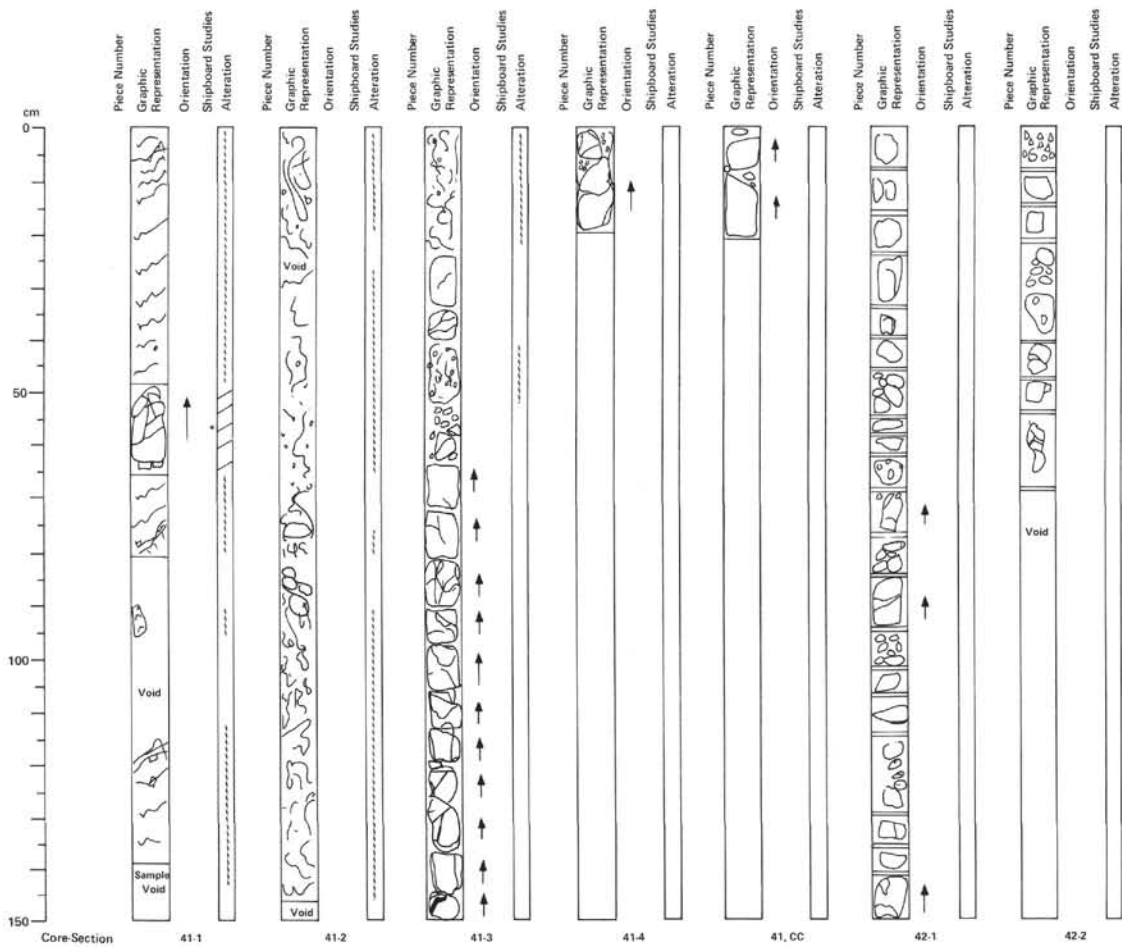 Piece Number
Graphic
Representation
Orientation
Shipboard Studies
Alteration
Piece Number
Graphic
Representation
Orientation
Shipboard Studies
Alteration
Piece Number
Graphic
Representation
Orientation
Shipboard Studies
Alteration
Piece Number
Graphic
Representation
Orientation
Shipboard Studies
Alteration
Piece Number
Graphic
Representation
Orientation
Shipboard Studies
Alteration
Piece Number
Graphic
Representation
Orientation
Shipboard Studies
Alteration
Piece Number
Graphic
Representation
Orientation
Shipboard Studies
Alteration
cm
0
Void
50
Void
100
Void
Sample
Void
Void
150
Core-Section 41-1 41-2 41-3 41-4 41, CC 42-1 42-2